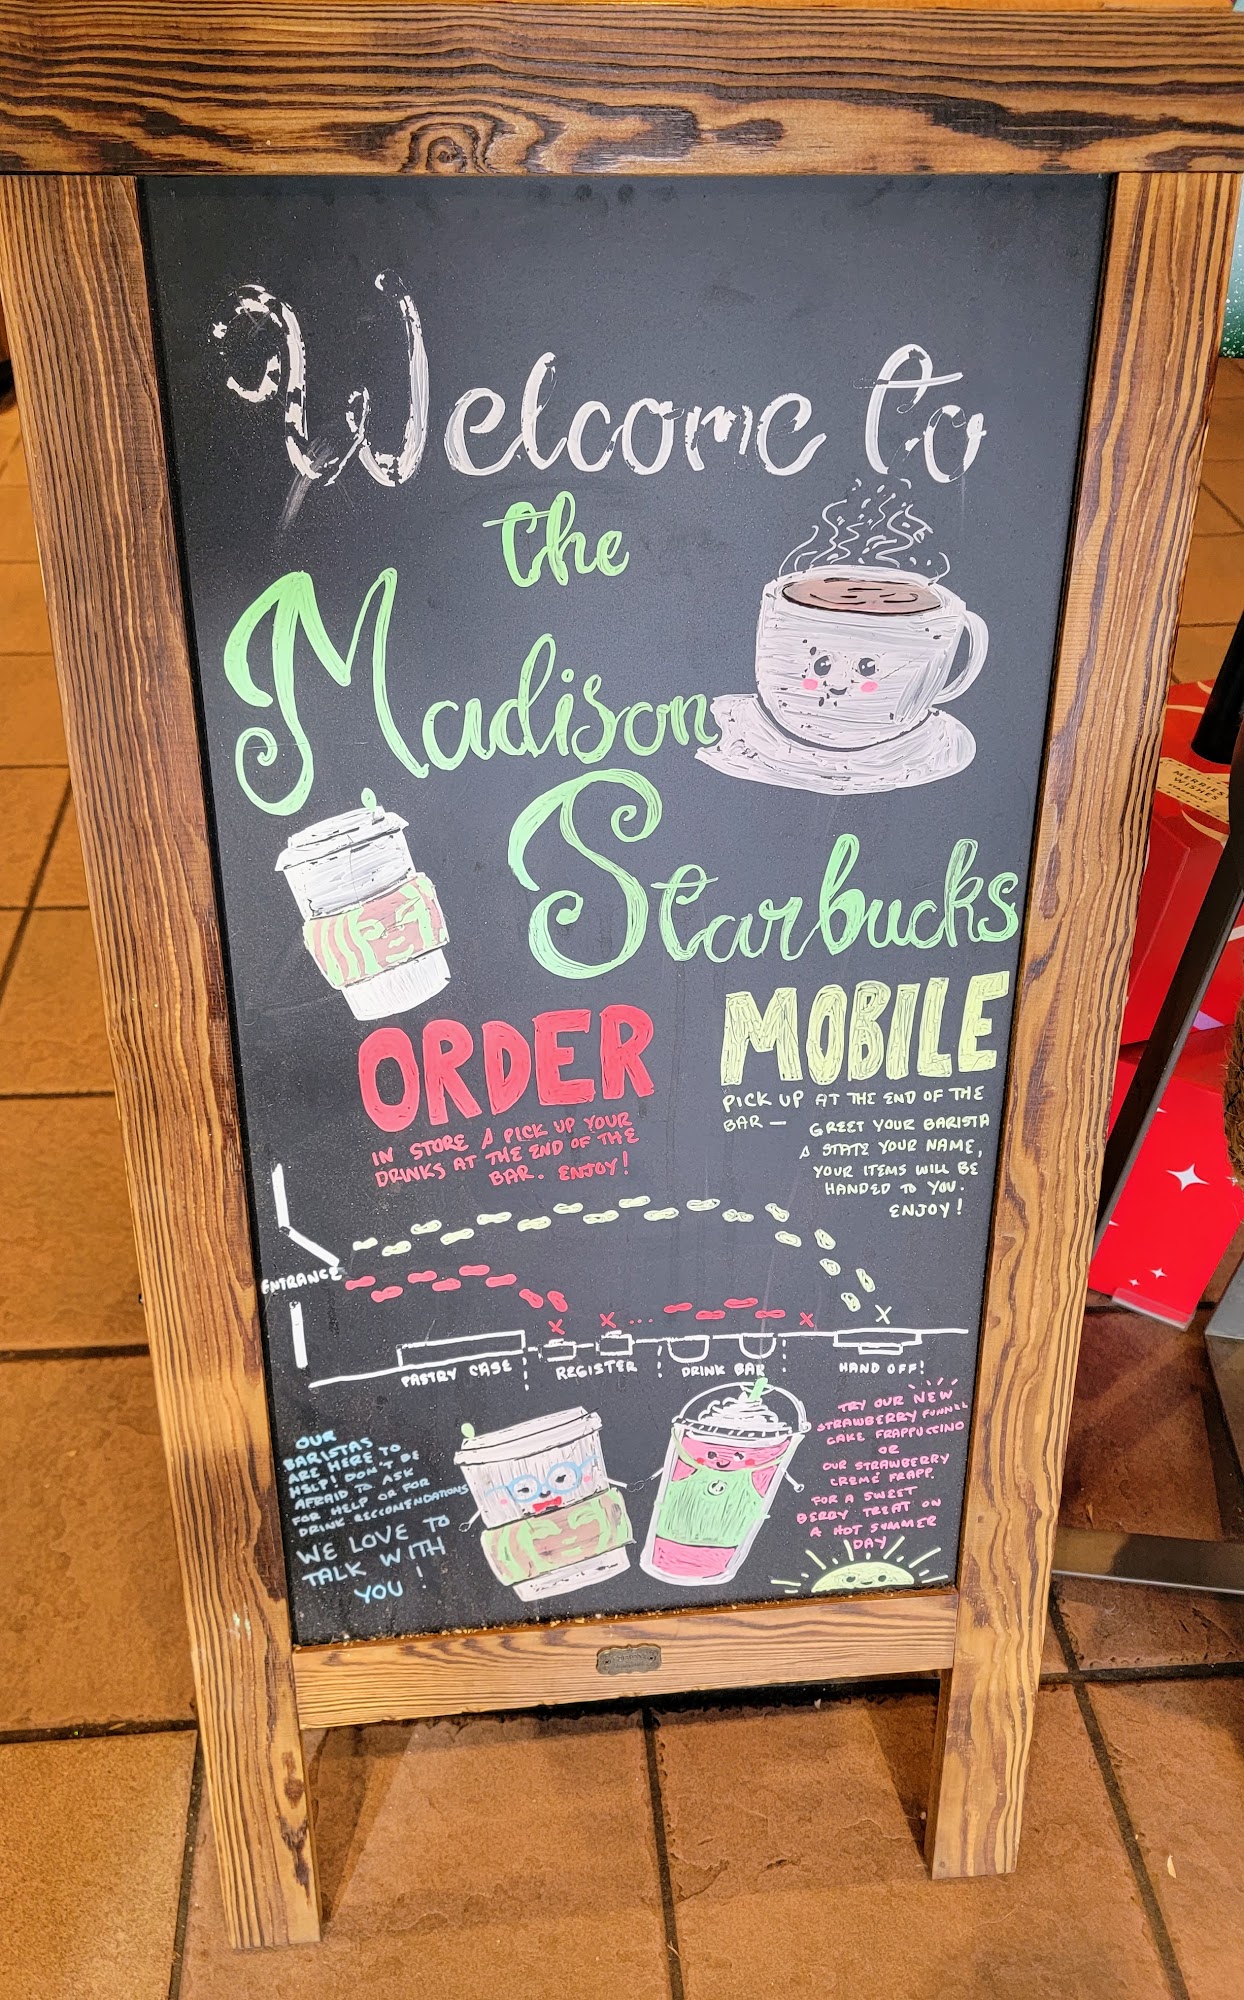 Welcome to
the
Madison
Starbucks
ORDER
IN STORE & PICK UP YOUR
DRINKS AT THE END OF THE
BAR. ENJOY!
MOBILE
PICK UP AT THE END OF THE
BAR — GREET YOUR BARISTA
& STATE YOUR NAME,
YOUR ITEMS WILL BE
HANDED TO YOU.
ENJOY!
ENTRANCE
X X ... X X
PASTRY CASE REGISTER DRINK BAR HAND OFF!
OUR
BARISTAS
ARE HERE TO
HELP! DON'T BE
AFRAID TO ASK
FOR HELP OR FOR
DRINK RECCOMENDATIONS
WE LOVE TO
TALK WITH
YOU!
TRY OUR NEW
STRAWBERRY FUNNEL
CAKE FRAPPUCCINO
OR
OUR STRAWBERRY
CREMÉ FRAPP.
FOR A SWEET
BERRY TREAT ON
A HOT SUMMER
DAY
MERRIEST
WISHES